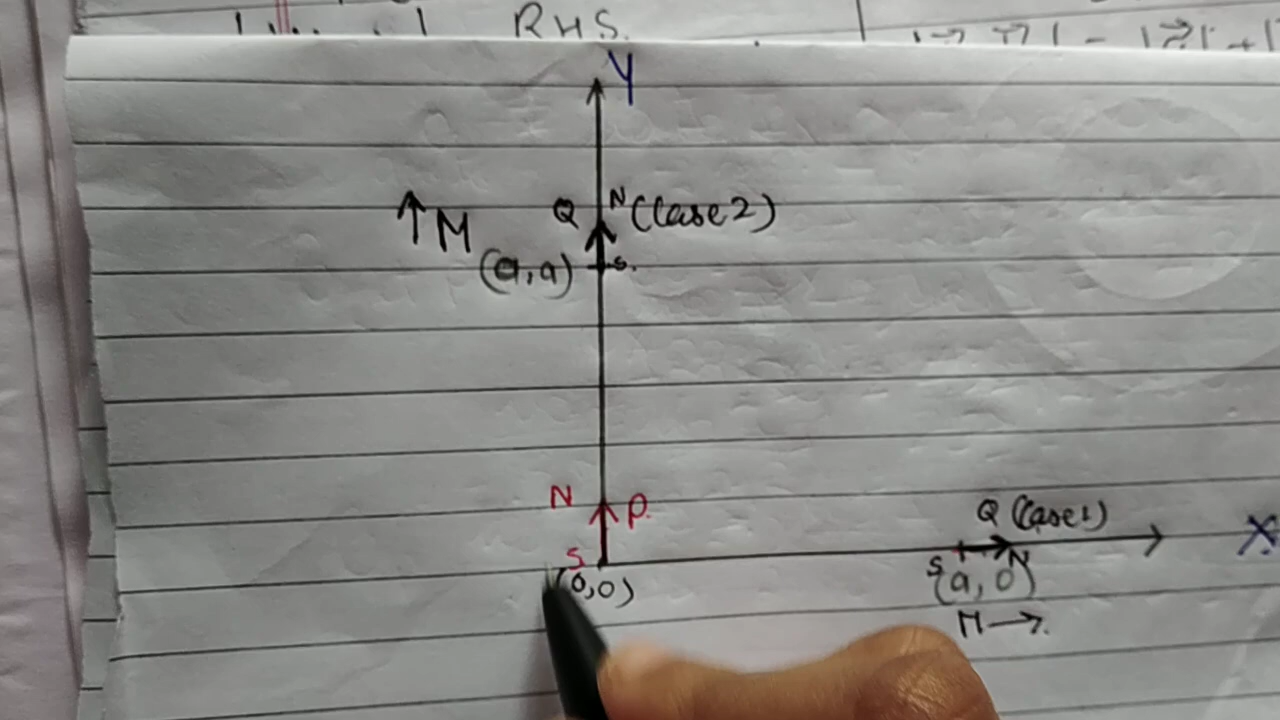 RHS.
Y
Q N (Case 2)
↑ M
(a, a) S.
N P.
Q (Case 1)
X
S
(0,0)
S N
(a, 0)
M →.